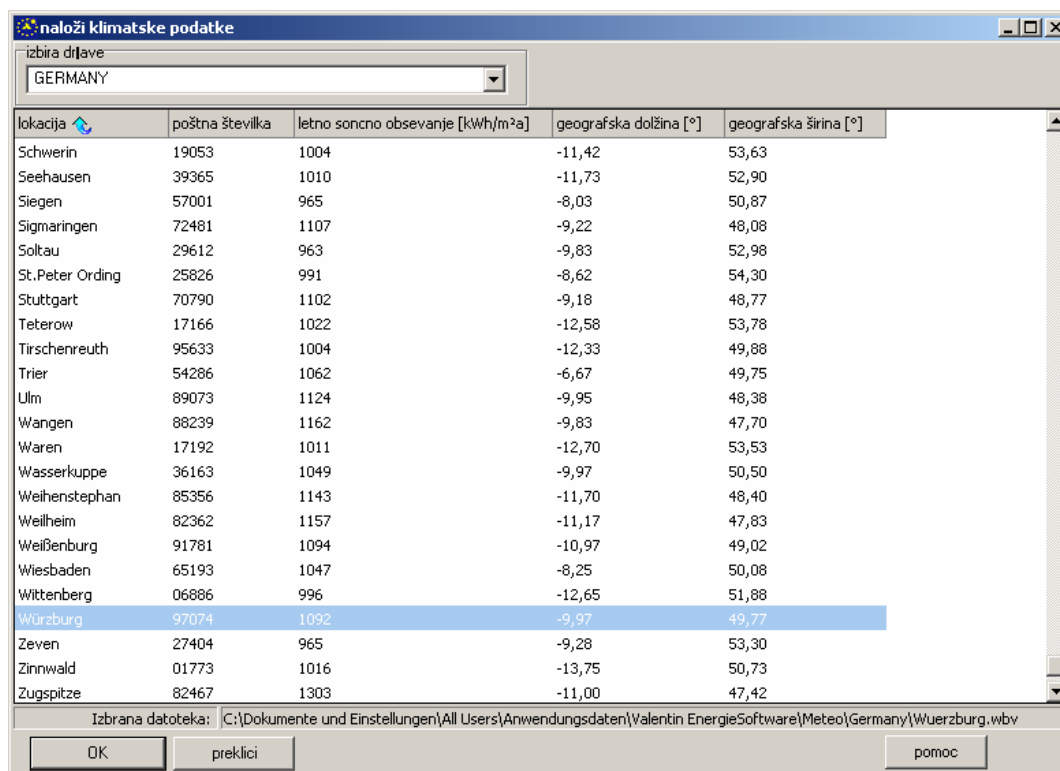 naloži klimatske podatke
izbira države
GERMANY
lokacija poštna številka letno soncno obsevanje [kWh/m²a] geografska dolžina [°] geografska širina [°]
Schwerin 19053 1004 -11,42 53,63
Seehausen 39365 1010 -11,73 52,90
Siegen 57001 965 -8,03 50,87
Sigmaringen 72481 1107 -9,22 48,08
Soltau 29612 963 -9,83 52,98
St.Peter Ording 25826 991 -8,62 54,30
Stuttgart 70790 1102 -9,18 48,77
Teterow 17166 1022 -12,58 53,78
Tirschenreuth 95633 1004 -12,33 49,88
Trier 54286 1062 -6,67 49,75
Ulm 89073 1124 -9,95 48,38
Wangen 88239 1162 -9,83 47,70
Waren 17192 1011 -12,70 53,53
Wasserkuppe 36163 1049 -9,97 50,50
Weihenstephan 85356 1143 -11,70 48,40
Weilheim 82362 1157 -11,17 47,83
Weißenburg 91781 1094 -10,97 49,02
Wiesbaden 65193 1047 -8,25 50,08
Wittenberg 06886 996 -12,65 51,88
Würzburg 97074 1092 -9,97 49,77
Zeven 27404 965 -9,28 53,30
Zinnwald 01773 1016 -13,75 50,73
Zugspitze 82467 1303 -11,00 47,42
Izbrana datoteka: C:\Dokumente und Einstellungen\All Users\Anwendungsdaten\Valentin EnergieSoftware\Meteo\Germany\Wuerzburg.wbv
OK preklici pomoc